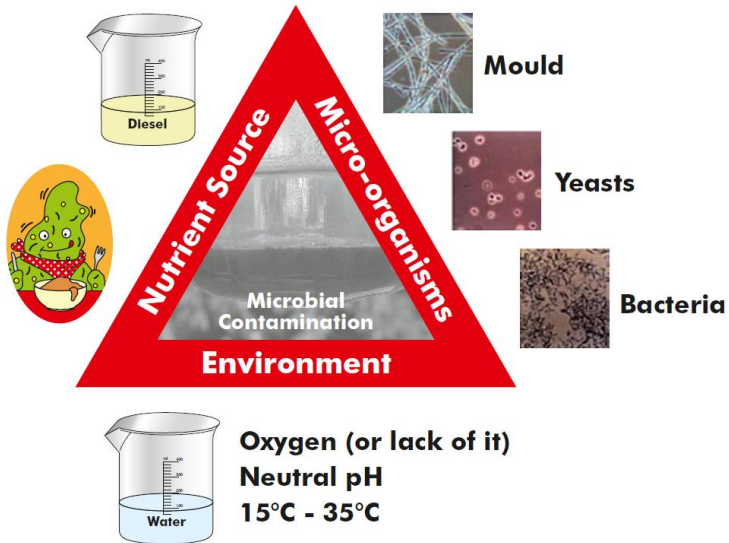 Diesel
Nutrient Source
Micro-organisms
Mould
Yeasts
Bacteria
Microbial
Contamination
Environment
Water
Oxygen (or lack of it)
Neutral pH
15°C - 35°C